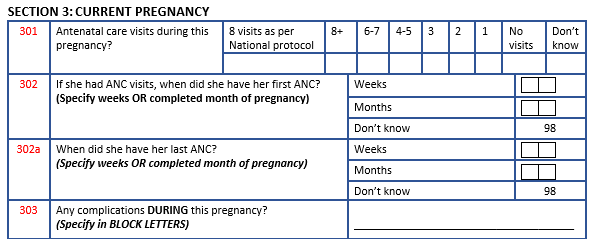 SECTION 3: CURRENT PREGNANCY
301 Antenatal care visits during this 8 visits as per 8+ 6-7 4-5 3 2 1 No Don't
pregnancy? National protocol visits know
302 If she had ANC visits, when did she have her first ANC? Weeks
(Specify weeks OR completed month of pregnancy) Months
Don't know 98
302a When did she have her last ANC? Weeks
(Specify weeks OR completed month of pregnancy) Months
Don't know 98
303 Any complications DURING this pregnancy?
(Specify in BLOCK LETTERS)